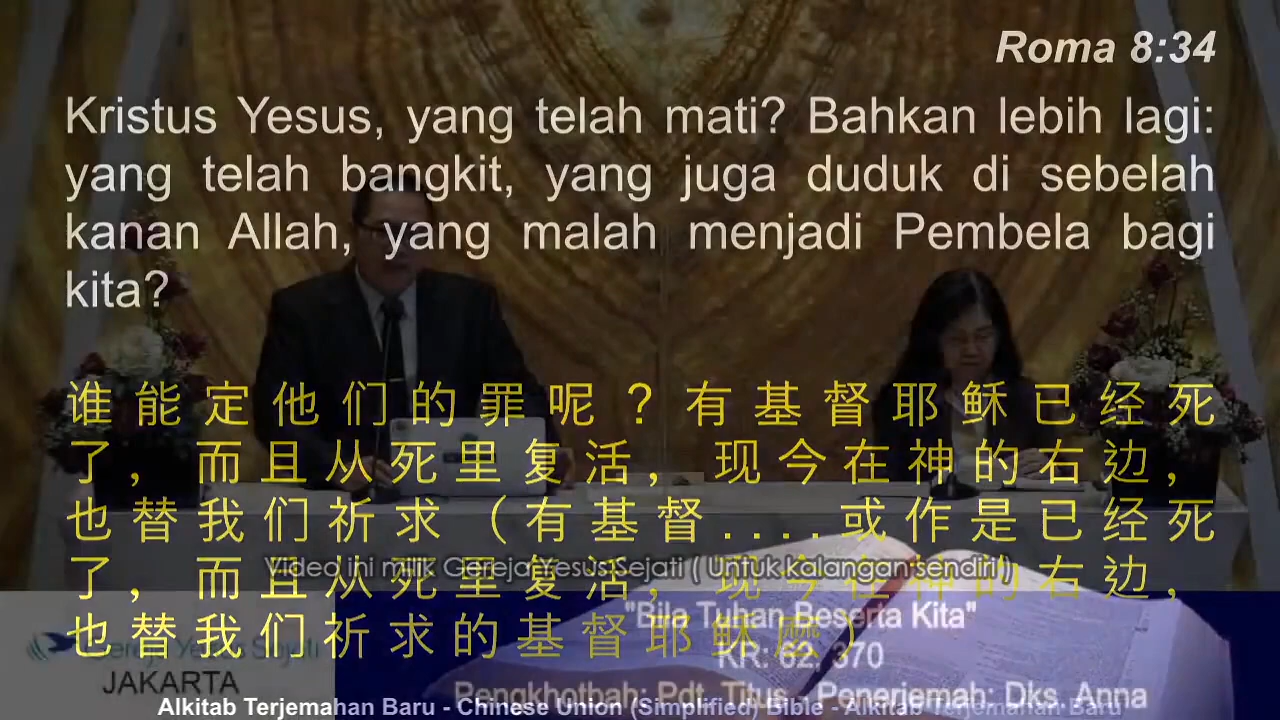 Roma 8:34
Kristus Yesus, yang telah mati? Bahkan lebih lagi:
yang telah bangkit, yang juga duduk di sebelah
kanan Allah, yang malah menjadi Pembela bagi
kita?
谁能定他们的罪呢？有基督耶稣已经死
了，而且从死里复活，现今在神的右边，
也替我们祈求（有基督....或作是已经死
了，而且从死里复活，现今在神的右边，
也替我们祈求的基督耶稣麽）
Video ini milik Gereja Yesus Sejati ( Untuk kalangan sendiri )
"Bila Tuhan Beserta Kita"
Gereja Yesus Sejati
KR: 62: 370
JAKARTA
Pengkhotbah: Pdt. Titus - Penerjemah: Dks. Anna
Alkitab Terjemahan Baru - Chinese Union (Simplified) Bible - Alkitab Terjemahan Baru